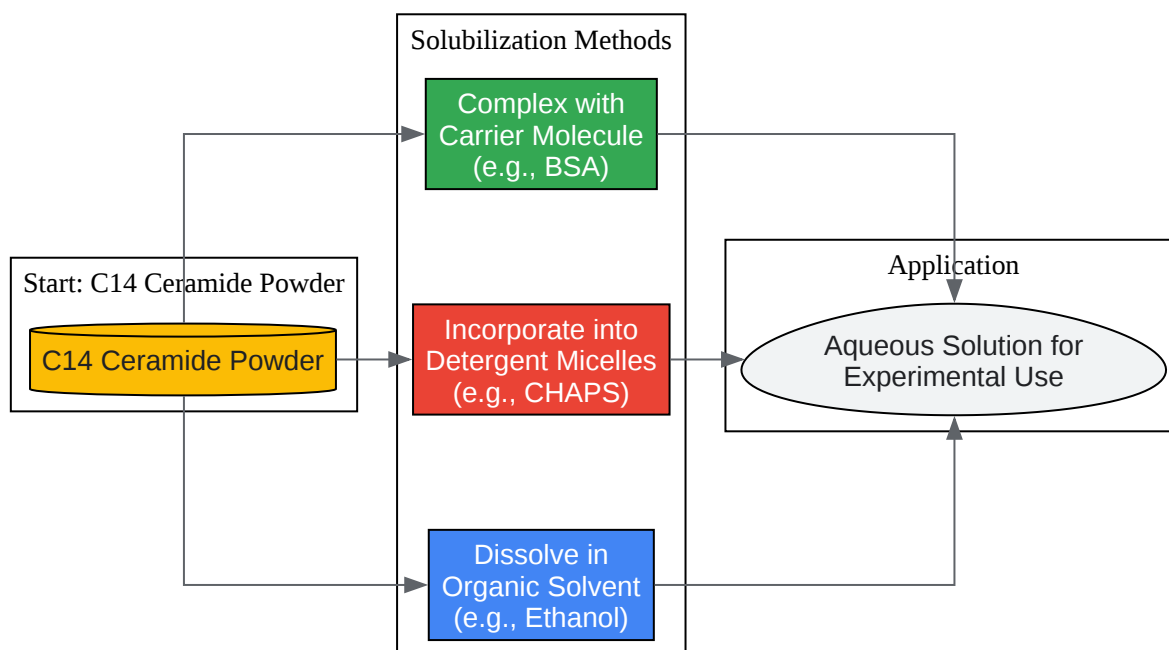 Solubilization Methods
Complex with
Carrier Molecule
(e.g., BSA)
Start: C14 Ceramide Powder
C14 Ceramide Powder
Incorporate into
Detergent Micelles
(e.g., CHAPS)
Dissolve in
Organic Solvent
(e.g., Ethanol)
Application
Aqueous Solution for
Experimental Use